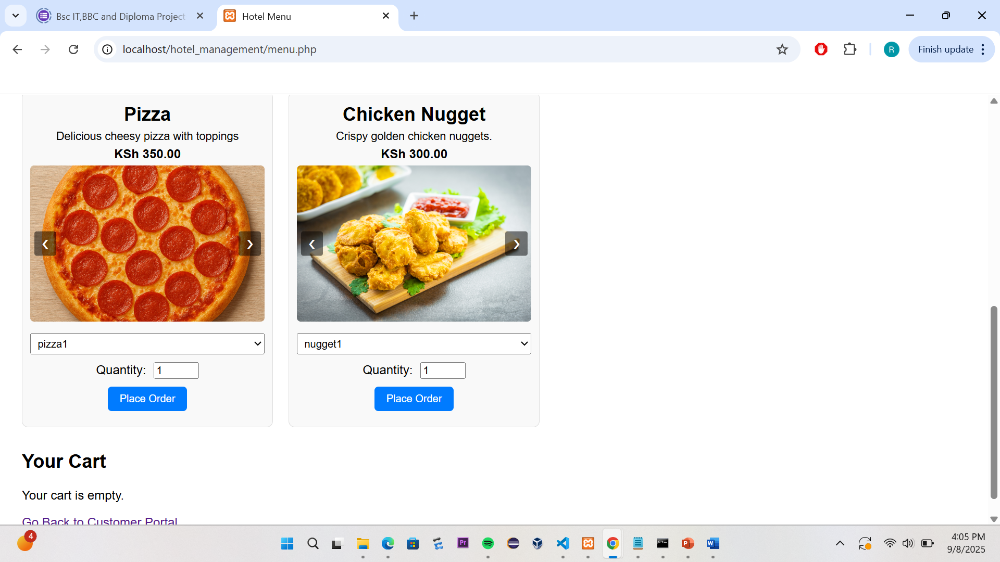 Bsc IT,BBC and Diploma Project
Hotel Menu
localhost/hotel_management/menu.php
R
Finish update
Pizza
Delicious cheesy pizza with toppings
KSh 350.00
pizza1
Quantity: 1
Place Order
Chicken Nugget
Crispy golden chicken nuggets.
KSh 300.00
nugget1
Quantity: 1
Place Order
Your Cart
Your cart is empty.
Go Back to Customer Portal
4
Pr
4:05 PM
9/8/2025